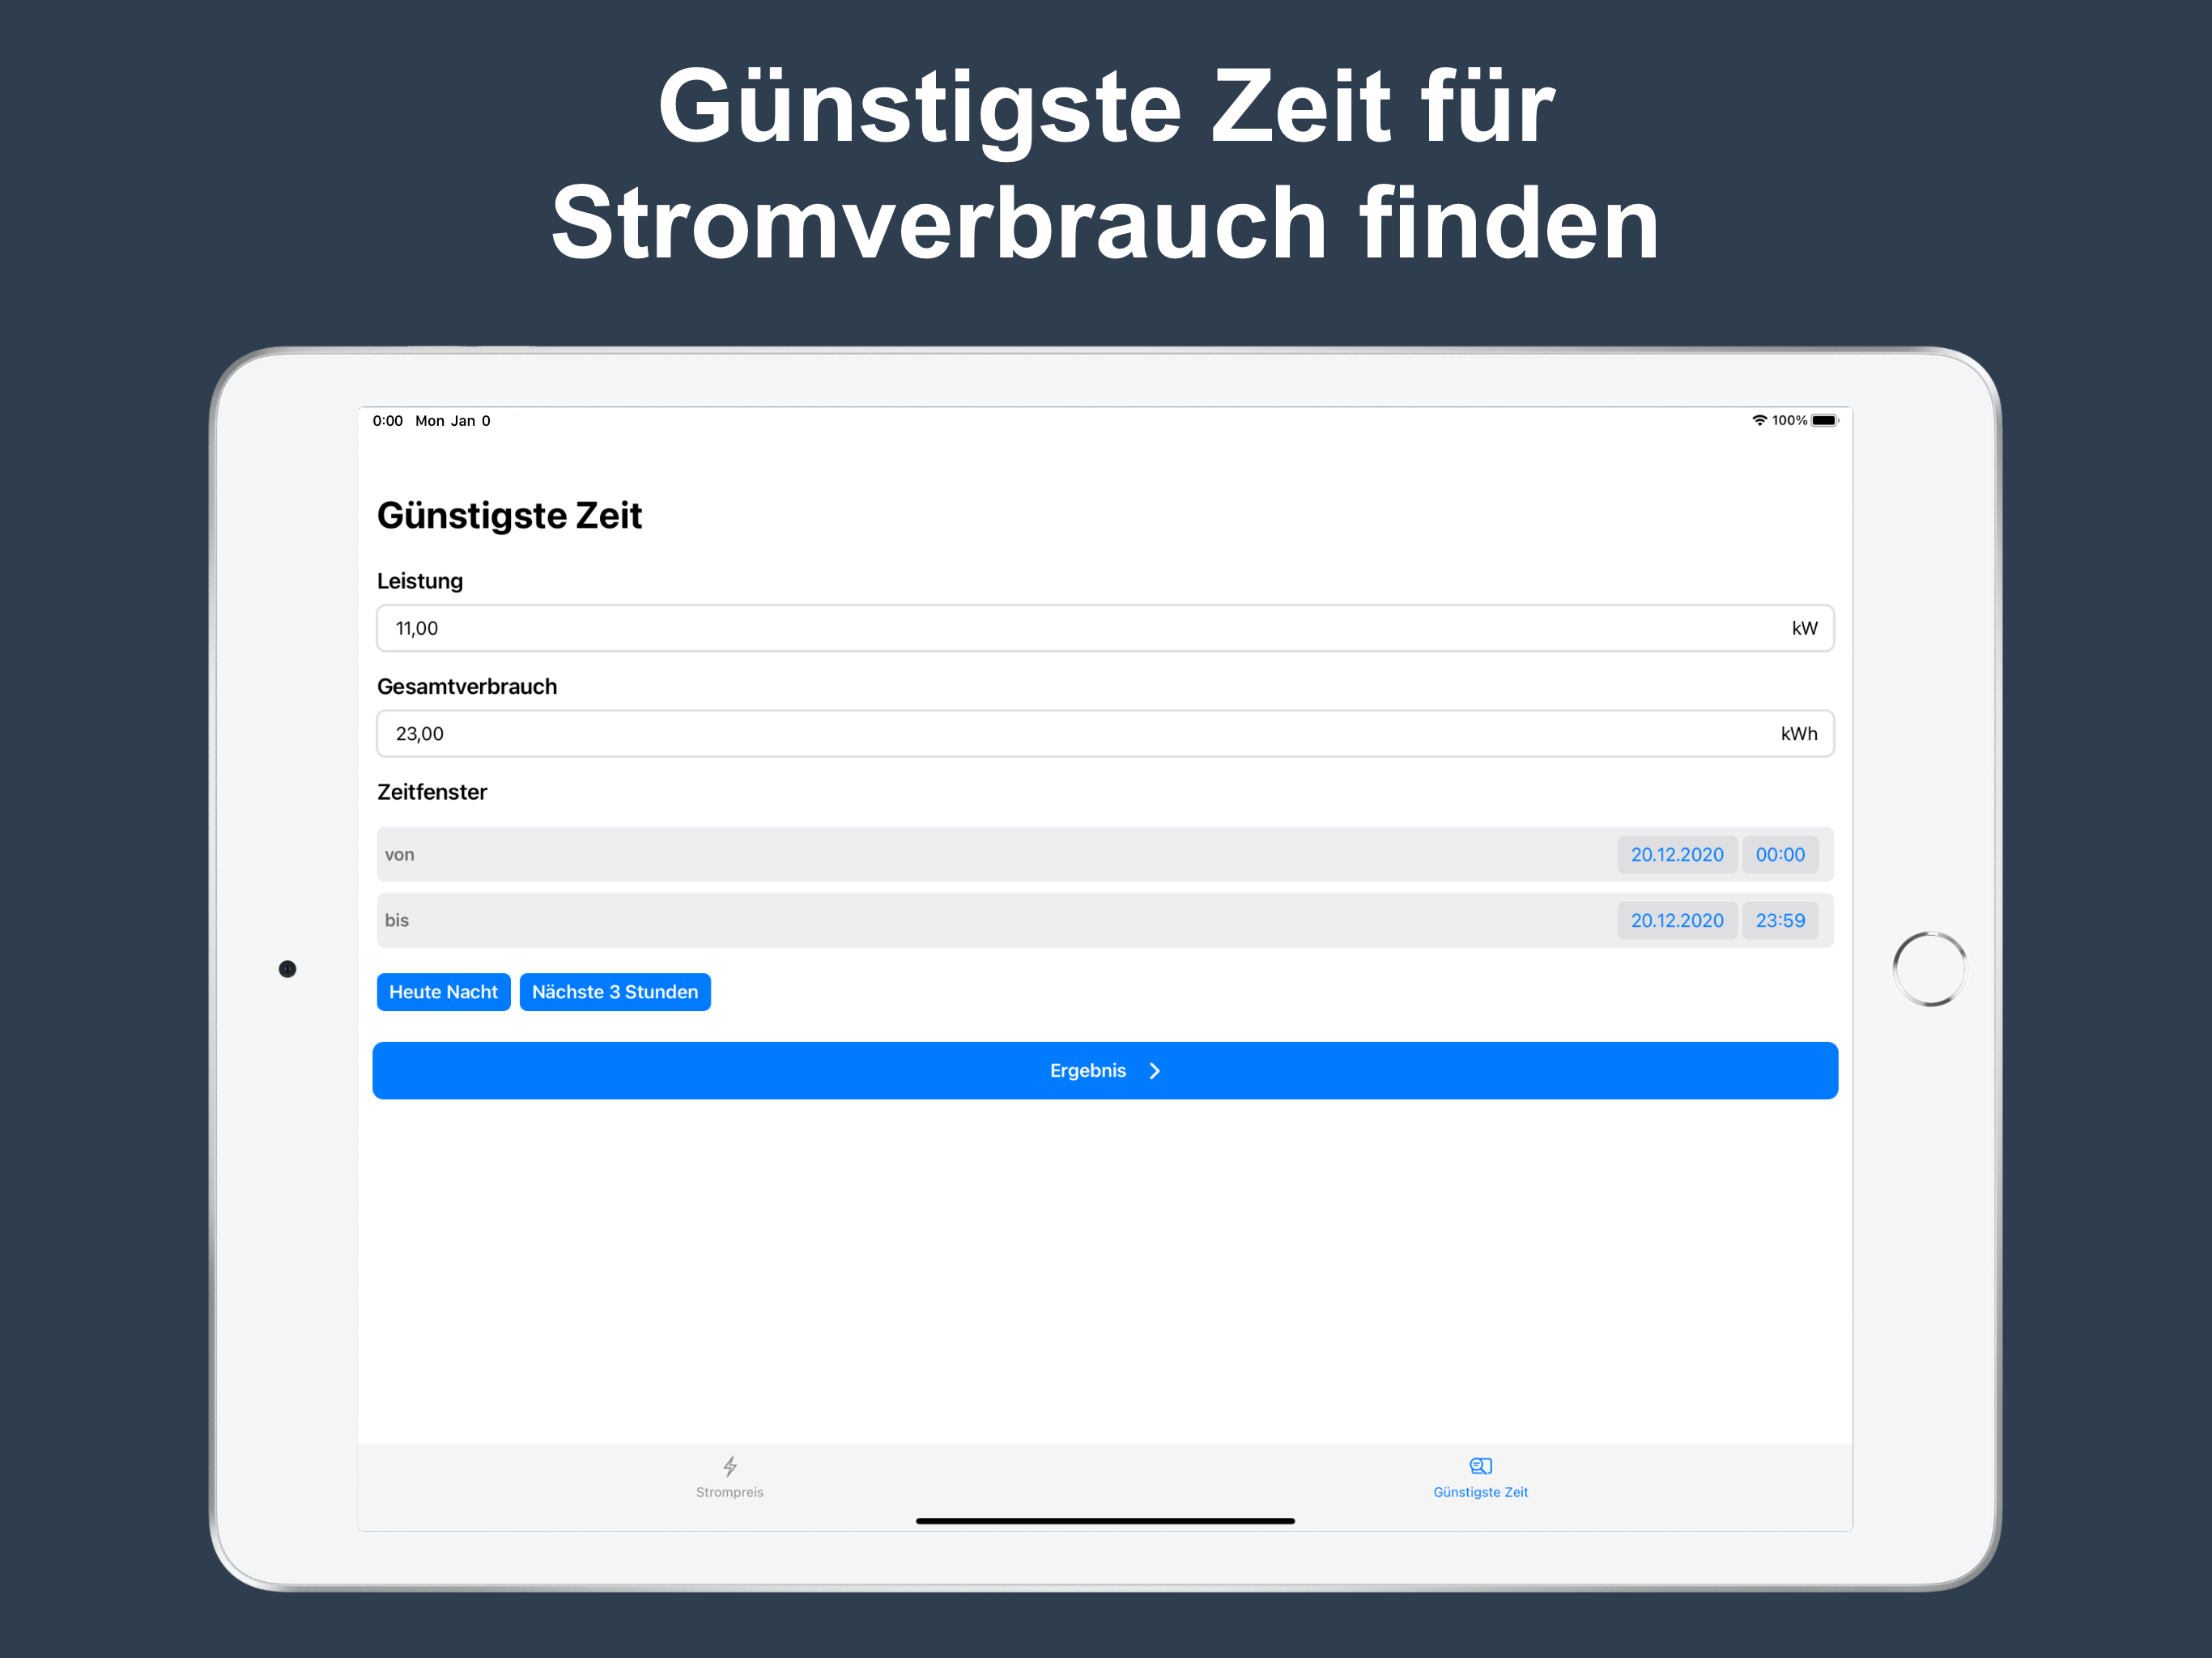 Günstigste Zeit für
Stromverbrauch finden
0:00 Mon Jan 0
100%
Günstigste Zeit
Leistung
11,00 kW
Gesamtverbrauch
23,00 kWh
Zeitfenster
von 20.12.2020 00:00
bis 20.12.2020 23:59
Heute Nacht Nächste 3 Stunden
Ergebnis
Strompreis Günstigste Zeit